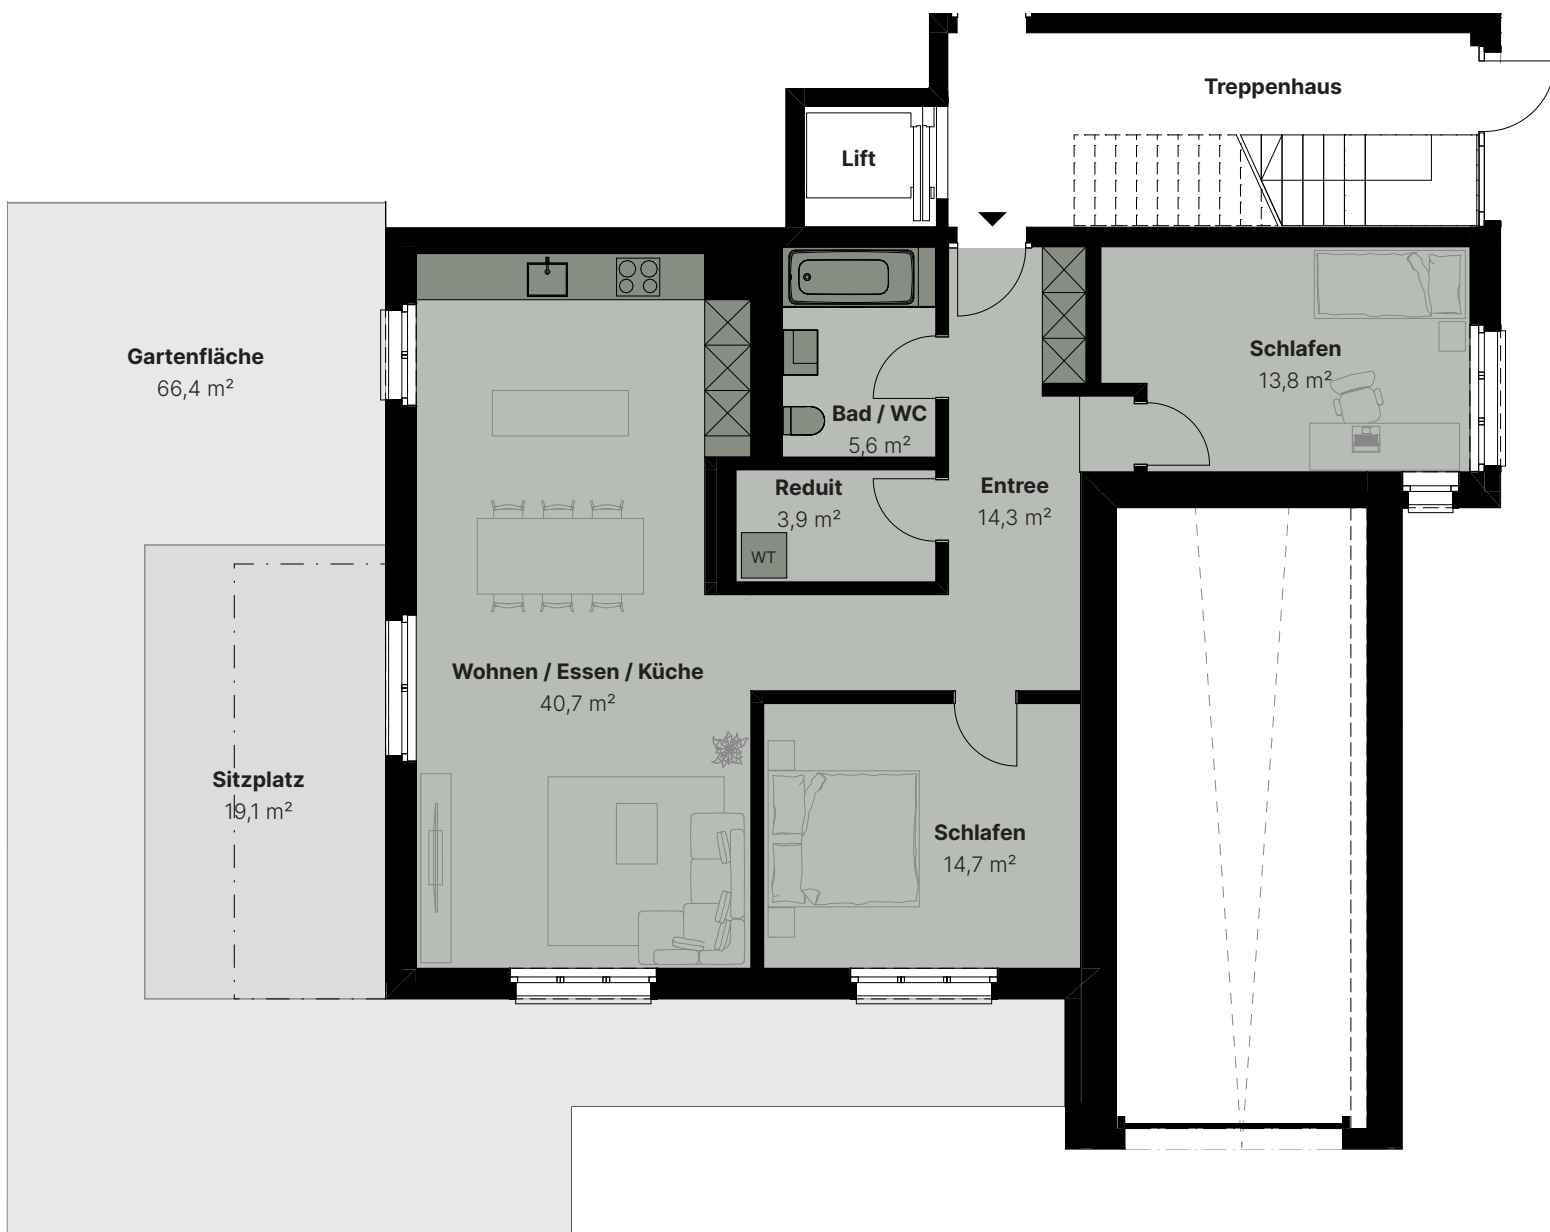 Treppenhaus
Lift
Gartenfläche
66,4 m²
Schlafen
13,8 m²
Bad / WC
5,6 m²
Reduit
3,9 m²
Entree
14,3 m²
WT
Wohnen / Essen / Küche
40,7 m²
Sitzplatz
19,1 m²
Schlafen
14,7 m²